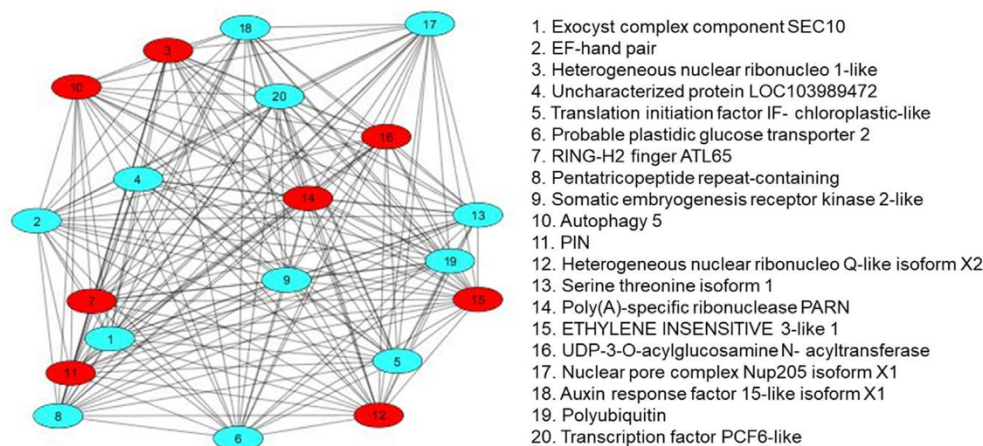 18
17
3
10
20
16
4
14
2
13
19
9
7
15
1
5
11
8
12
6
1. Exocyst complex component SEC10
2. EF-hand pair
3. Heterogeneous nuclear ribonucleo 1-like
4. Uncharacterized protein LOC103989472
5. Translation initiation factor IF- chloroplastic-like
6. Probable plastidic glucose transporter 2
7. RING-H2 finger ATL65
8. Pentatricopeptide repeat-containing
9. Somatic embryogenesis receptor kinase 2-like
10. Autophagy 5
11. PIN
12. Heterogeneous nuclear ribonucleo Q-like isoform X2
13. Serine threonine isoform 1
14. Poly(A)-specific ribonuclease PARN
15. ETHYLENE INSENSITIVE 3-like 1
16. UDP-3-O-acylglucosamine N- acyltransferase
17. Nuclear pore complex Nup205 isoform X1
18. Auxin response factor 15-like isoform X1
19. Polyubiquitin
20. Transcription factor PCF6-like